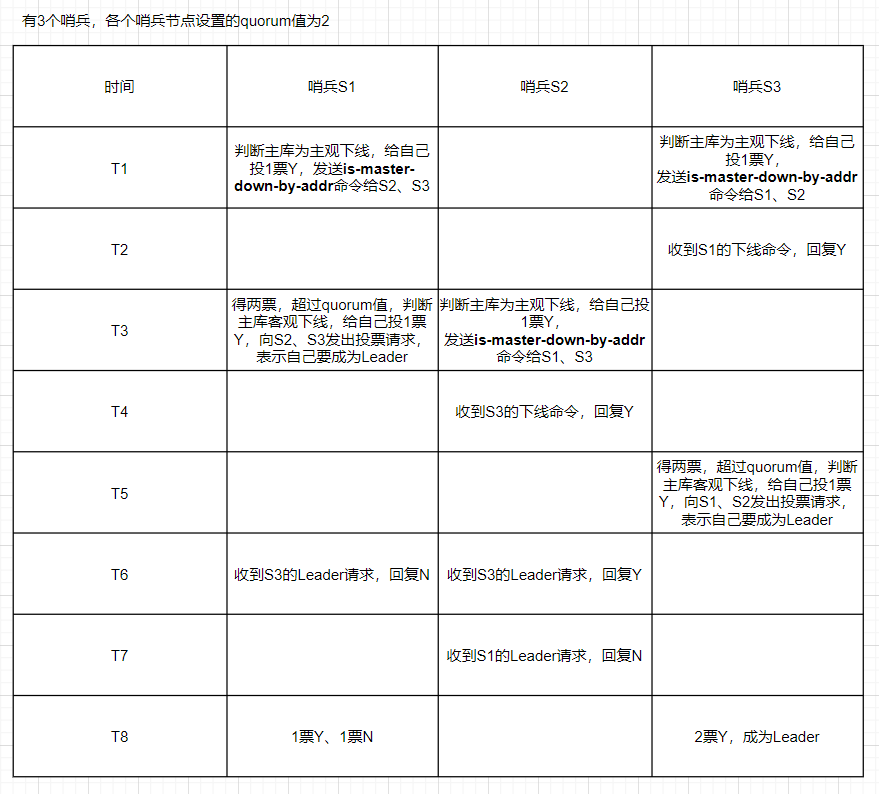 有3个哨兵，各个哨兵节点设置的quorum值为2
时间
哨兵S1
哨兵S2
哨兵S3
T1
判断主库为主观下线，给自己
投1票Y，发送is-master-
down-by-addr命令给S2、S3
判断主库为主观下线，给自己
投1票Y，
发送is-master-down-by-addr
命令给S1、S2
T2
收到S1的下线命令，回复Y
T3
得两票，超过quorum值，判断
主库客观下线，给自己投1票
Y，向S2、S3发出投票请求，
表示自己要成为Leader
判断主库为主观下线，给自己投
1票Y，
发送is-master-down-by-addr
命令给S1、S3
T4
收到S3的下线命令，回复Y
T5
得两票，超过quorum值，判断
主库客观下线，给自己投1票
Y，向S1、S2发出投票请求，
表示自己要成为Leader
T6
收到S3的Leader请求，回复N
收到S3的Leader请求，回复Y
T7
收到S1的Leader请求，回复N
T8
1票Y、1票N
2票Y，成为Leader